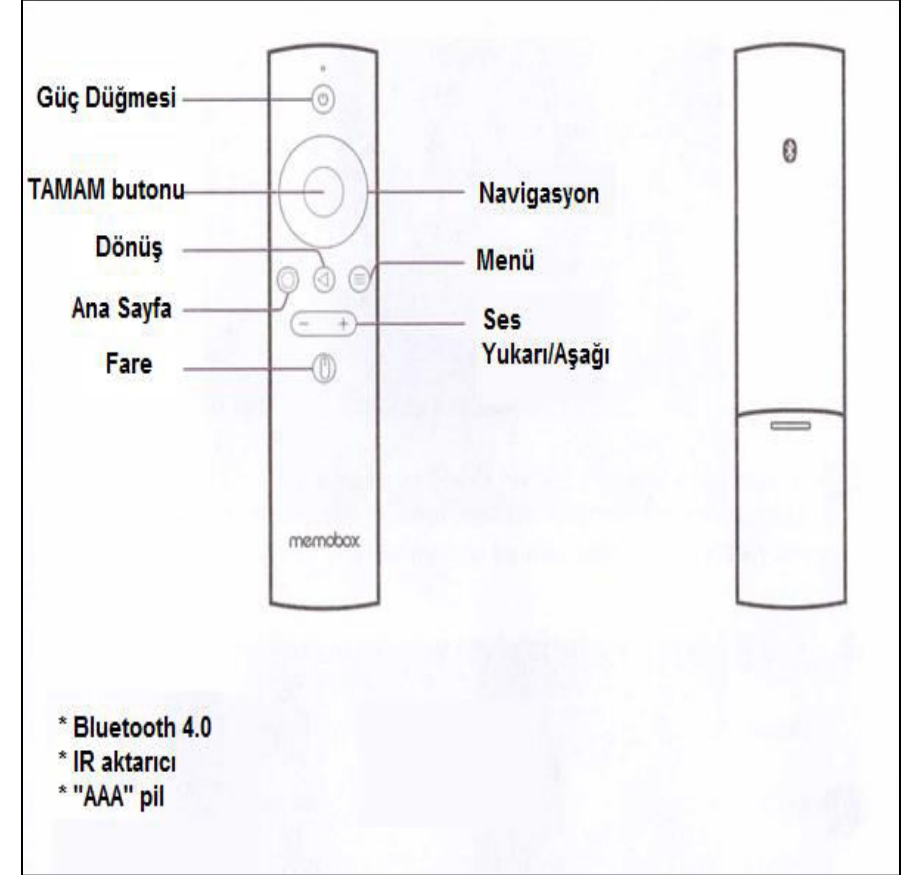 Güç Düğmesi
TAMAM butonu
Navigasyon
Dönüş
Menü
Ana Sayfa
Ses
Yukarı/Aşağı
Fare
memobox
* Bluetooth 4.0
* IR aktarıcı
* "AAA" pil